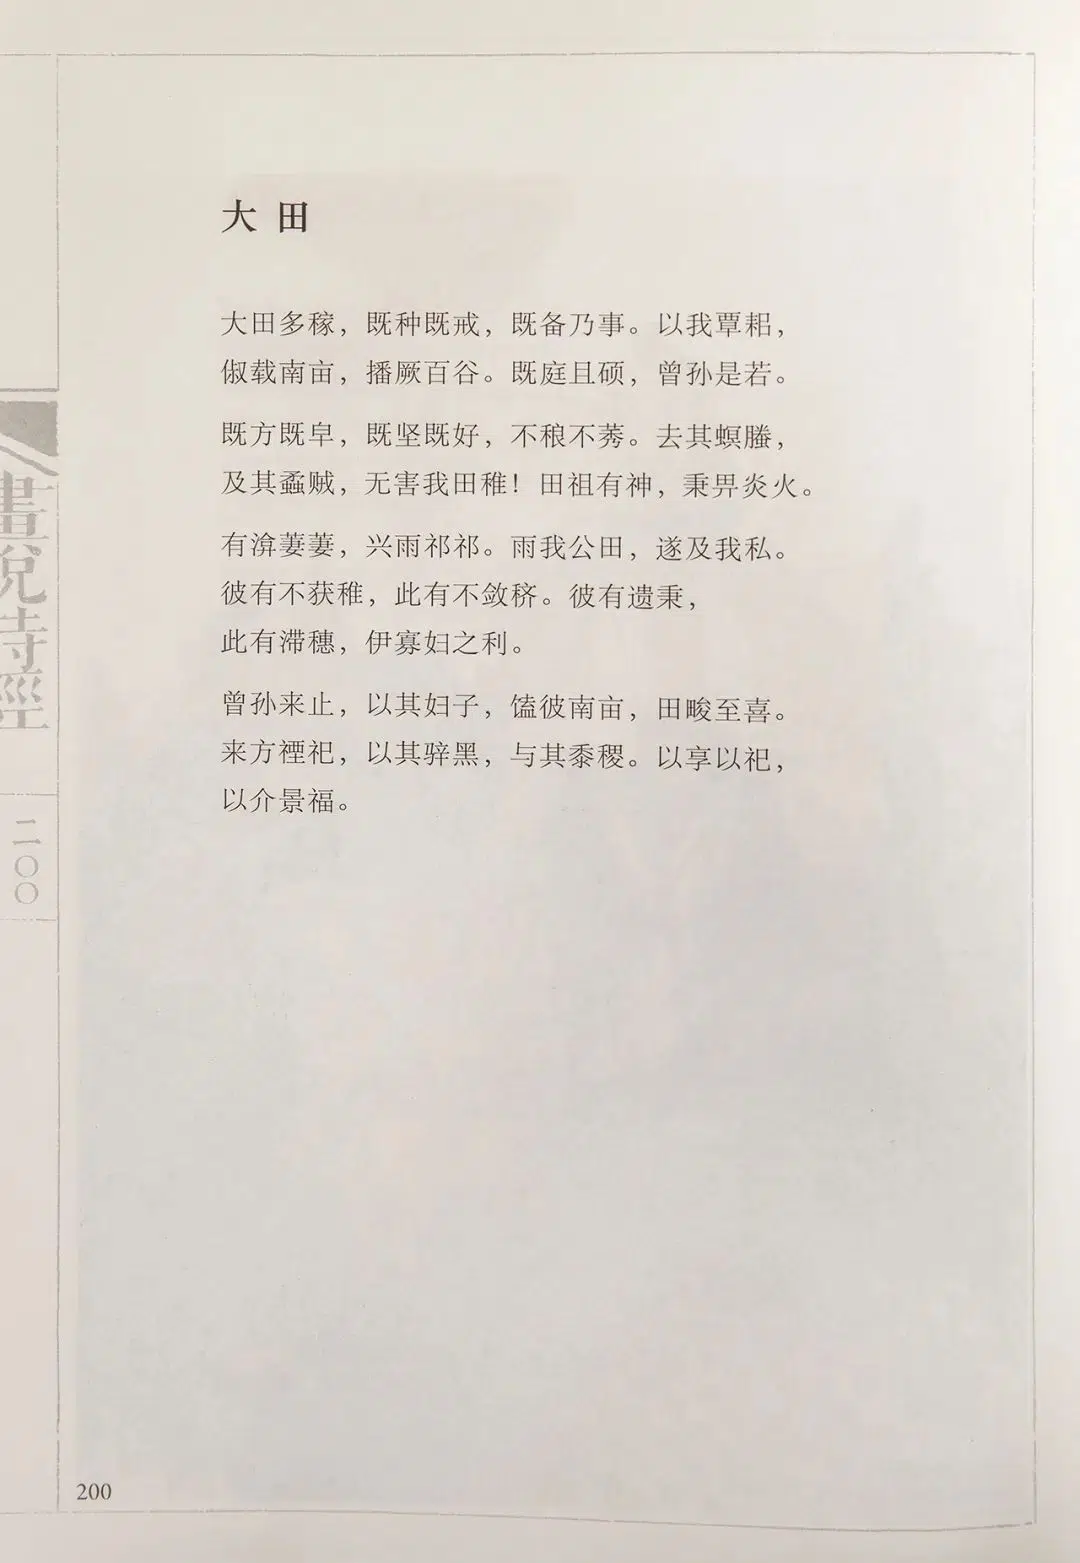 大田
大田多稼，既种既戒，既备乃事。以我覃耜，
俶载南亩，播厥百谷。既庭且硕，曾孙是若。
既方既皁，既坚既好，不稂不莠。去其螟螣，
及其蟊贼，无害我田稚！田祖有神，秉畀炎火。
有渰萋萋，兴雨祁祁。雨我公田，遂及我私。
彼有不获稚，此有不敛穧。彼有遗秉，
此有滞穗，伊寡妇之利。
曾孙来止，以其妇子，馌彼南亩，田畯至喜。
来方禋祀，以其骍黑，与其黍稷。以享以祀，
以介景福。
畫說詩經
二〇〇
200